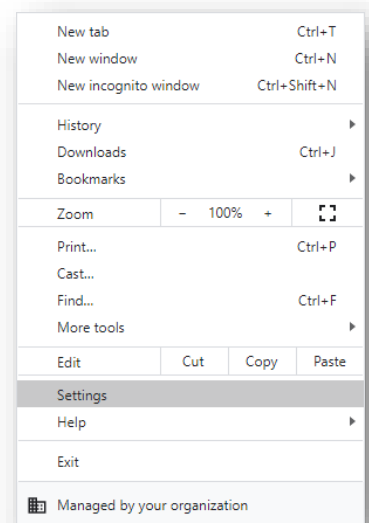 New tab Ctrl+T
New window Ctrl+N
New incognito window Ctrl+Shift+N
History
Downloads Ctrl+J
Bookmarks
Zoom - 100% +
Print... Ctrl+P
Cast...
Find... Ctrl+F
More tools
Edit Cut Copy Paste
Settings
Help
Exit
Managed by your organization